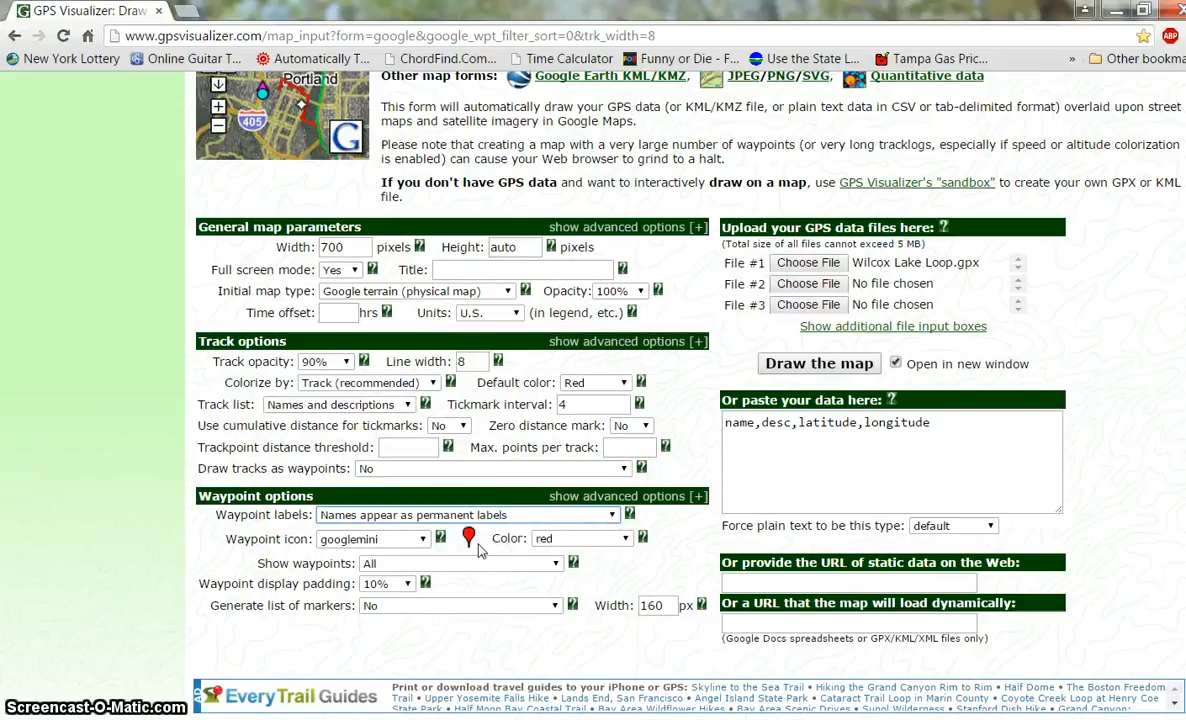 GPS Visualizer: Draw
www.gpsvisualizer.com/map_input?form=google&google_wpt_filter_sort=0&trk_width=8
ABP
New York Lottery
Online Guitar T...
Automatically T...
ChordFind.Com...
Time Calculator
Funny or Die - F...
Use the State L...
Tampa Gas Pric...
»
Other bookma
Portland
405
G
Other map forms: Google Earth KML/KMZ, JPEG/PNG/SVG, Quantitative data
This form will automatically draw your GPS data (or KML/KMZ file, or plain text data in CSV or tab-delimited format) overlaid upon street
maps and satellite imagery in Google Maps.
Please note that creating a map with a very large number of waypoints (or very long tracklogs, especially if speed or altitude colorization
is enabled) can cause your Web browser to grind to a halt.
If you don't have GPS data and want to interactively draw on a map, use GPS Visualizer's "sandbox" to create your own GPX or KML
file.
General map parameters show advanced options [+]
Width: 700 pixels ? Height: auto ? pixels
Full screen mode: Yes ? Title: ?
Initial map type: Google terrain (physical map) ? Opacity: 100% ?
Time offset: hrs ? Units: U.S. (in legend, etc.) ?
Track options show advanced options [+]
Track opacity: 90% ? Line width: 8 ?
Colorize by: Track (recommended) ? Default color: Red ?
Track list: Names and descriptions ? Tickmark interval: 4 ?
Use cumulative distance for tickmarks: No ? Zero distance mark: No ?
Trackpoint distance threshold: ? Max. points per track: ?
Draw tracks as waypoints: No ?
Waypoint options show advanced options [+]
Waypoint labels: Names appear as permanent labels ?
Waypoint icon: googlemini ? Color: red ?
Show waypoints: All ?
Waypoint display padding: 10% ?
Generate list of markers: No ? Width: 160 px ?
Upload your GPS data files here: ?
(Total size of all files cannot exceed 5 MB)
File #1 Choose File Wilcox Lake Loop.gpx
File #2 Choose File No file chosen
File #3 Choose File No file chosen
Show additional file input boxes
Draw the map Open in new window
Or paste your data here: ?
name,desc,latitude,longitude
Force plain text to be this type: default
Or provide the URL of static data on the Web:
Or a URL that the map will load dynamically:
(Google Docs spreadsheets or GPX/KML/XML files only)
EveryTrail Guides
Print or download travel guides to your iPhone or GPS: Skyline to the Sea Trail • Hiking the Grand Canyon Rim to Rim • Half Dome • The Boston Freedom
Trail • Upper Yosemite Falls Hike • Lands End, San Francisco • Angel Island State Park • Cataract Trail Loop in Marin County • Coyote Creek Loop at Henry Coe
State Park • Half Moon Bay Coastal Trail • Bay Area Wildflower Hikes • Bay Area Scenic Drives • Sunol Wilderness • Stanford Dish Hike • Grand Canyon:
Screencast-O-Matic.com